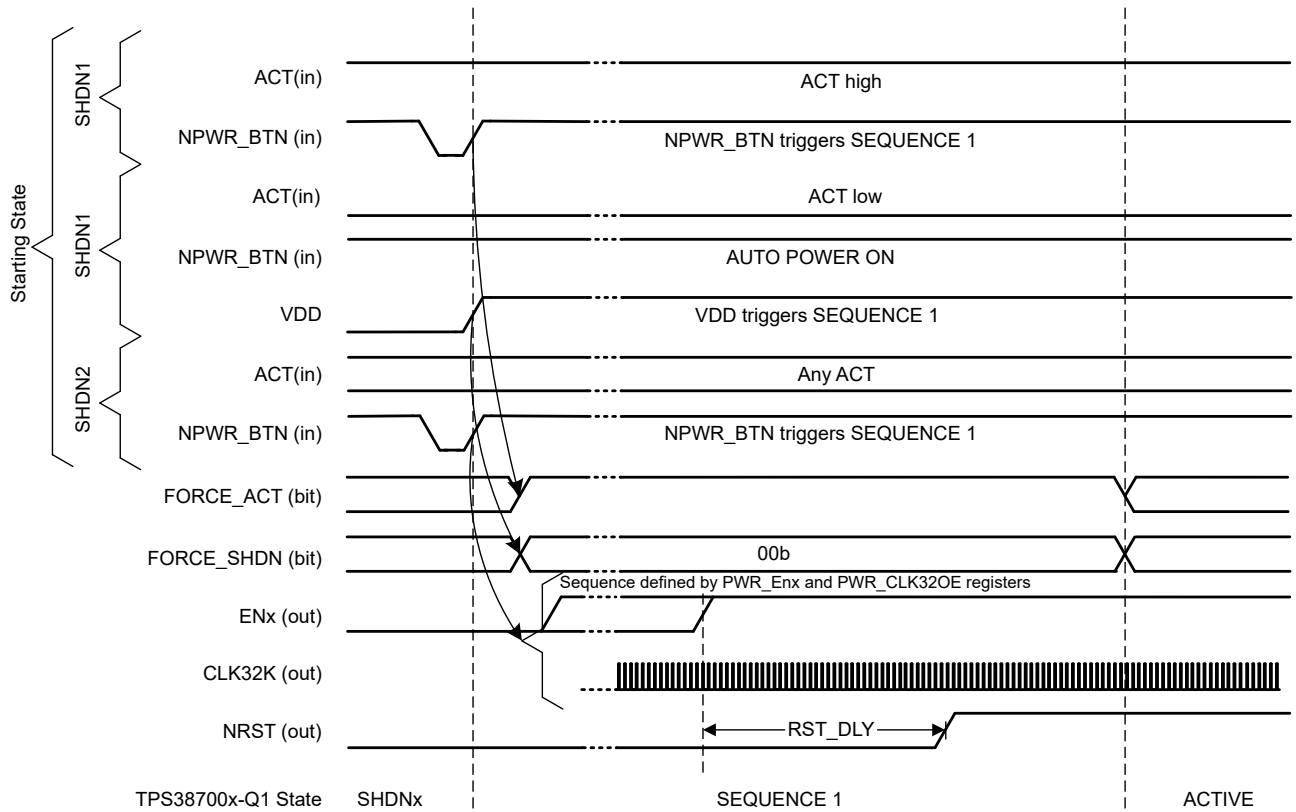 Starting State
SHDN1
SHDN1
SHDN2
ACT(in)
ACT high
NPWR_BTN (in)
NPWR_BTN triggers SEQUENCE 1
ACT(in)
ACT low
NPWR_BTN (in)
AUTO POWER ON
VDD
VDD triggers SEQUENCE 1
ACT(in)
Any ACT
NPWR_BTN (in)
NPWR_BTN triggers SEQUENCE 1
FORCE_ACT (bit)
FORCE_SHDN (bit)
00b
Sequence defined by PWR_Enx and PWR_CLK32OE registers
ENx (out)
CLK32K (out)
NRST (out)
RST_DLY
TPS38700x-Q1 State
SHDNx
SEQUENCE 1
ACTIVE